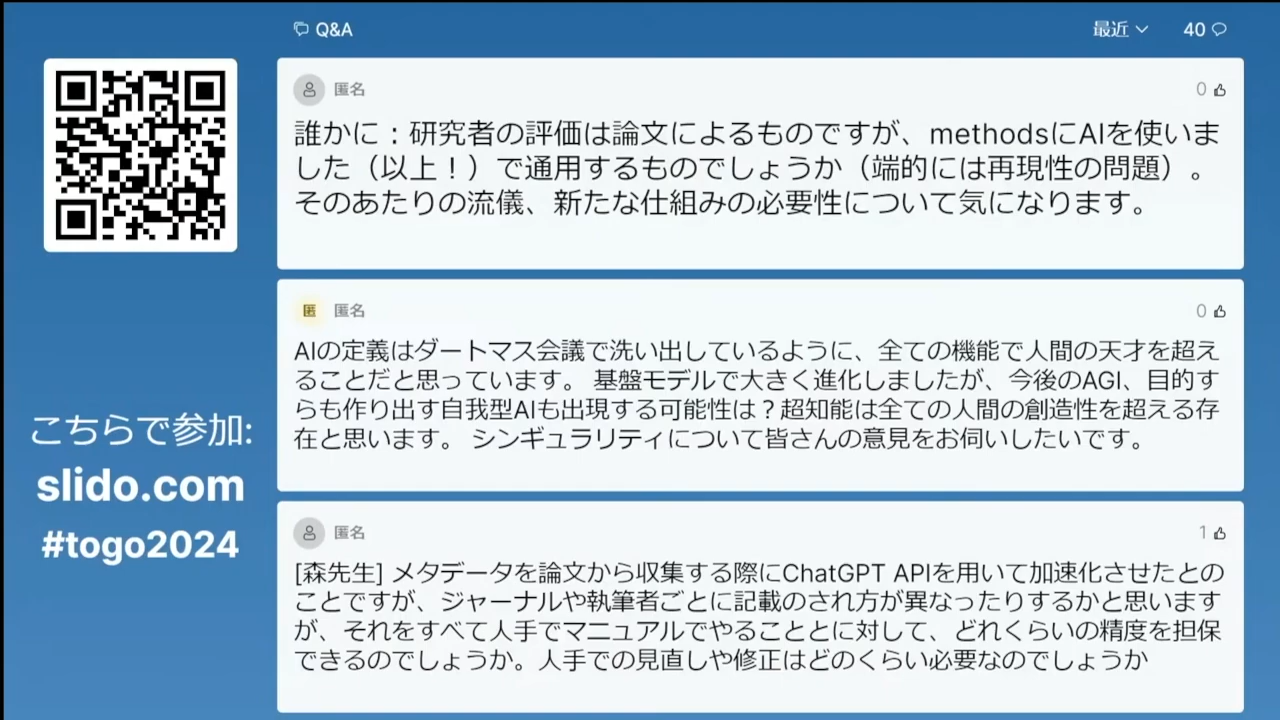 Q&A
最近
40
匿名
0
誰かに：研究者の評価は論文によるものですが、methodsにAIを使いま
した（以上！）で通用するものでしょうか（端的には再現性の問題）。
そのあたりの流儀、新たな仕組みの必要性について気になります。
匿
匿名
0
AIの定義はダートマス会議で洗い出しているように、全ての機能で人間の天才を超え
ることだと思っています。 基盤モデルで大きく進化しましたが、今後のAGI、目的す
らも作り出す自我型AIも出現する可能性は？超知能は全ての人間の創造性を超える存
在と思います。 シンギュラリティについて皆さんの意見をお伺いしたいです。
匿名
1
[森先生] メタデータを論文から収集する際にChatGPT APIを用いて加速化させたとの
ことですが、ジャーナルや執筆者ごとに記載のされ方が異なったりするかと思います
が、それをすべて人手でマニュアルでやることとに対して、どれくらいの精度を担保
できるのでしょうか。人手での見直しや修正はどのくらい必要なのでしょうか
こちらで参加:
slido.com
#togo2024